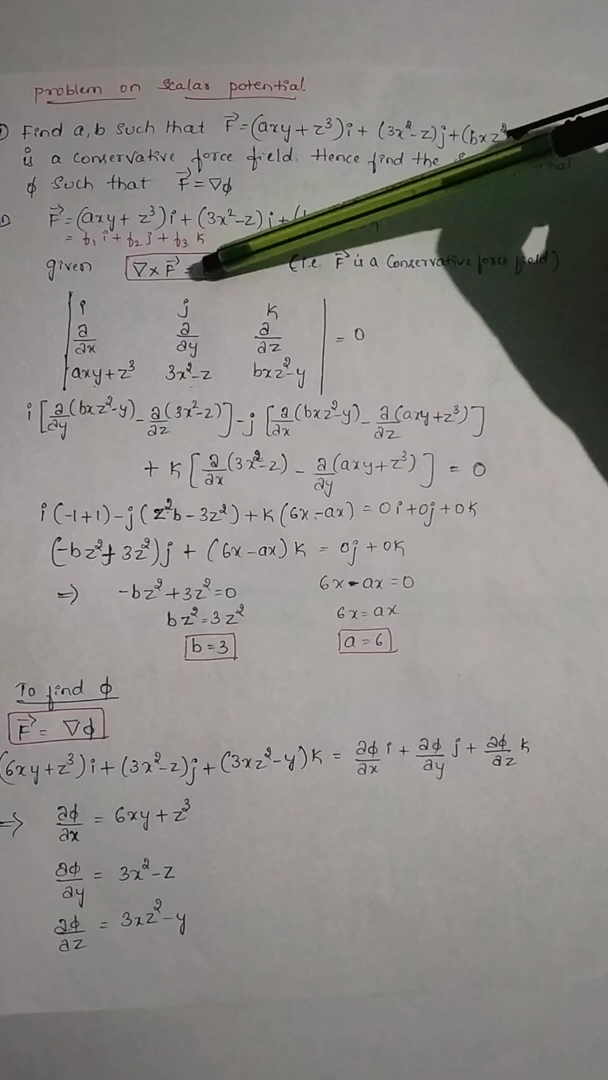 problem on scalar potential.
Find a,b such that F⃗=(axy+z³)i+(3x²-z)j+(bxz²
is a conservative force field. Hence find the
ϕ such that F⃗=∇ϕ
F⃗=(axy+z³)i+(3x²-z)j+(
= f₁ i + f₂ j + f₃ k
given ∇×F⃗ = (i.e. F⃗ is a Conservative force field)
| i j k |
| ∂/∂x ∂/∂y ∂/∂z | = 0
| axy+z³ 3x²-z bxz²-y |
i[∂/∂y(bxz²-y) - ∂/∂z(3x²-z)] - j[∂/∂x(bxz²-y) - ∂/∂z(axy+z³)]
+ k[∂/∂x(3x²-z) - ∂/∂y(axy+z³)] = 0
i(-1+1)-j(z²b-3z²)+k(6x-ax)=0i+0j+0k
(-bz²+3z²)j+(6x-ax)k = 0j+0k
=> -bz²+3z²=0 6x-ax=0
bz²=3z² 6x=ax
b=3 a=6
To find ϕ
F⃗= ∇ϕ
(6xy+z³)i+(3x²-z)j+(3xz²-y)k = ∂ϕ/∂x i + ∂ϕ/∂y j + ∂ϕ/∂z k
=> ∂ϕ/∂x = 6xy+z³
∂ϕ/∂y = 3x²-z
∂ϕ/∂z = 3xz²-y